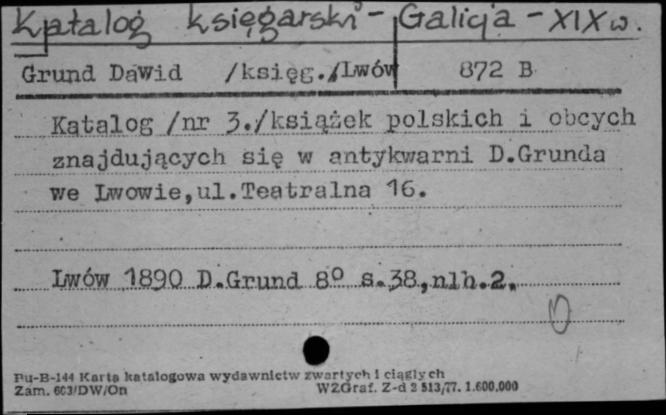 Katalog księgarski - Galicja - XIX w.
Grund Dawid /księg./Lwów 872 B
Katalog /nr 3./książek polskich i obcych
znajdujących się w antykwarni D.Grunda
we Lwowie,ul.Teatralna 16.
Lwów 1890 D.Grund 8° s.38,nlb.2.
Pu-B-144 Karta katalogowa wydawnictw zwartych i ciągłych
Zam. 603/DW/On WZGraf. Z-d 2 513/77. 1.600.000